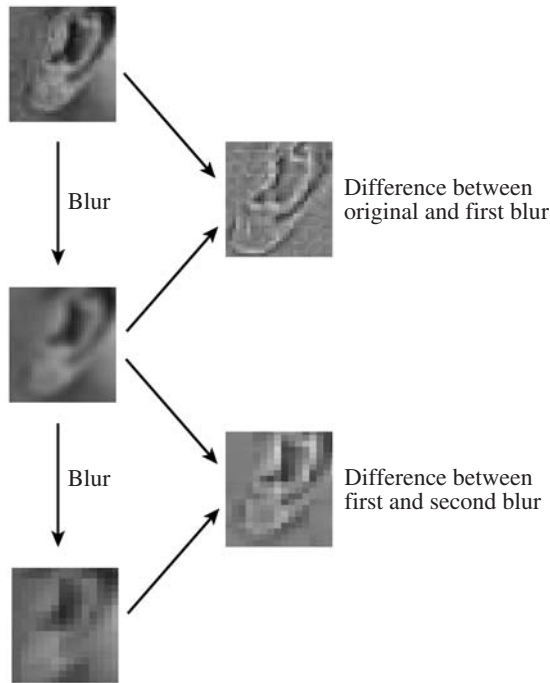 Blur
Difference between
original and first blur
Blur
Difference between
first and second blur